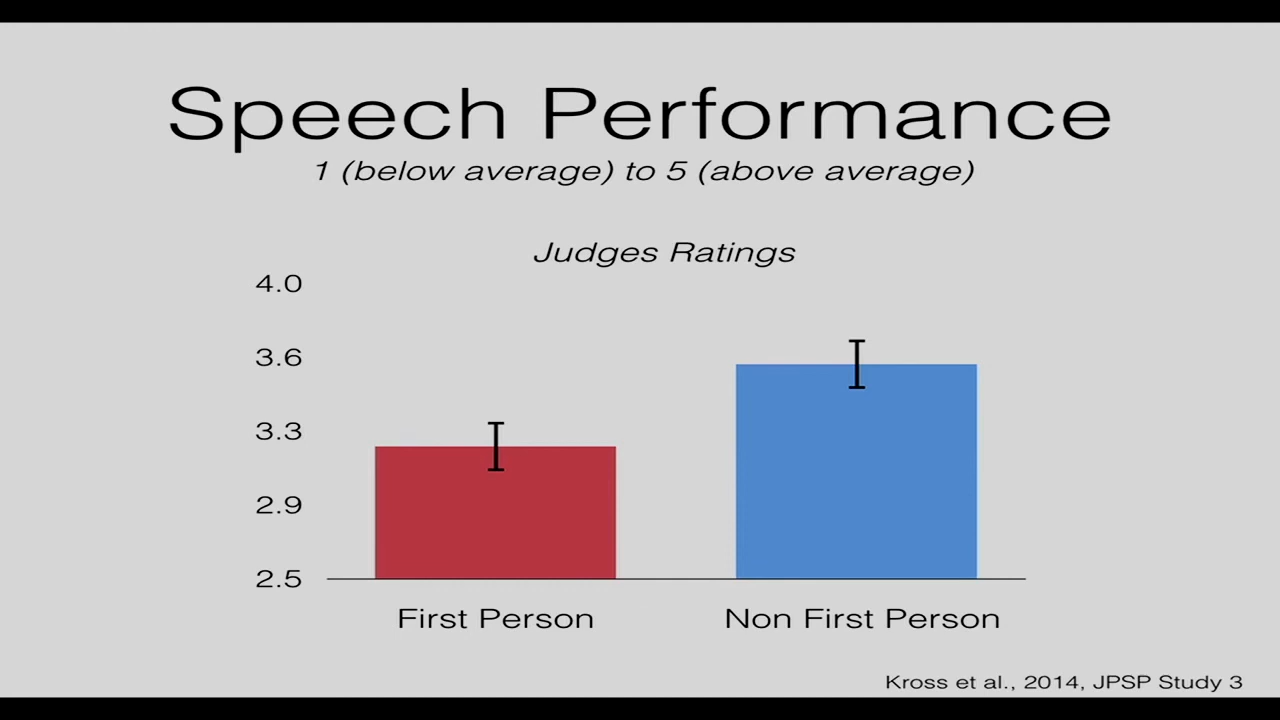 Speech Performance
1 (below average) to 5 (above average)
Judges Ratings
4.0
3.6
3.3
2.9
2.5
First Person
Non First Person
Kross et al., 2014, JPSP Study 3